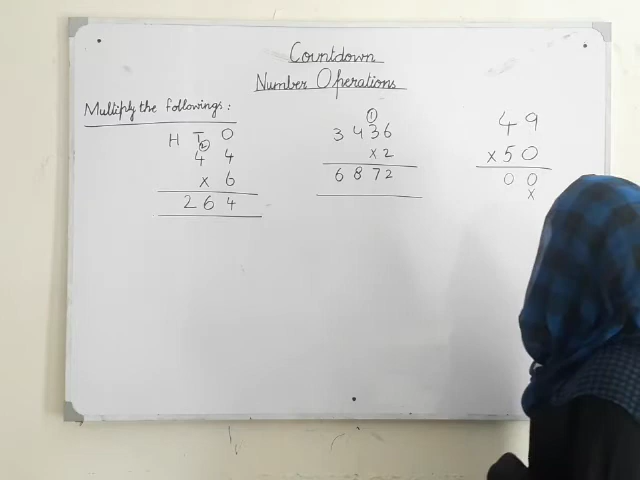 Countdown
Number Operations
Multiply the followings:
H T O
②
4 4
x 6
2 6 4
①
3 4 3 6
x 2
6 8 7 2
4 9
x 5 0
0 0
x